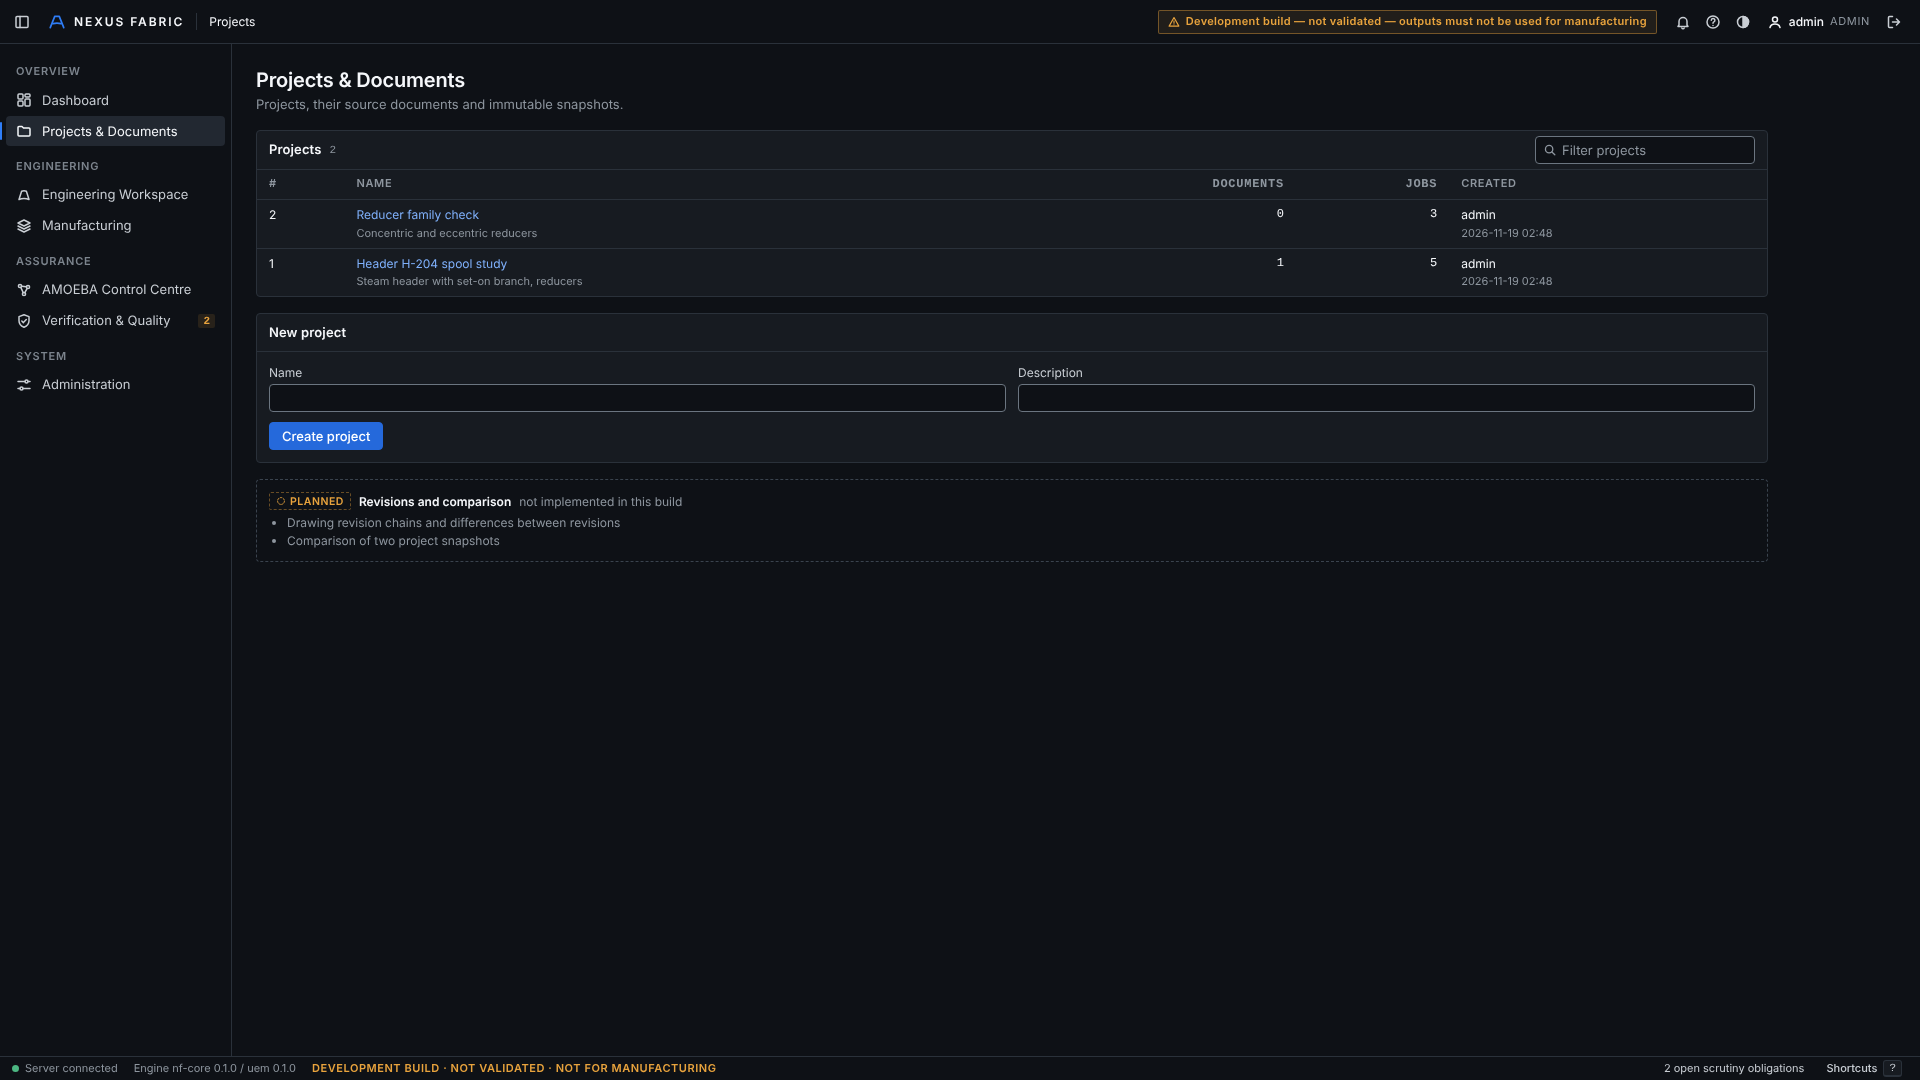 NEXUS FABRIC
Projects
Development build — not validated — outputs must not be used for manufacturing
admin ADMIN
OVERVIEW
Dashboard
Projects & Documents
ENGINEERING
Engineering Workspace
Manufacturing
ASSURANCE
AMOEBA Control Centre
Verification & Quality 2
SYSTEM
Administration
Projects & Documents
Projects, their source documents and immutable snapshots.
Projects 2
Filter projects
# NAME DOCUMENTS JOBS CREATED
2 Reducer family check 0 3 admin
Concentric and eccentric reducers 2026-11-19 02:48
1 Header H-204 spool study 1 5 admin
Steam header with set-on branch, reducers 2026-11-19 02:48
New project
Name Description
Create project
PLANNED Revisions and comparison not implemented in this build
• Drawing revision chains and differences between revisions
• Comparison of two project snapshots
Server connected Engine nf-core 0.1.0 / uem 0.1.0 DEVELOPMENT BUILD · NOT VALIDATED · NOT FOR MANUFACTURING 2 open scrutiny obligations Shortcuts ?